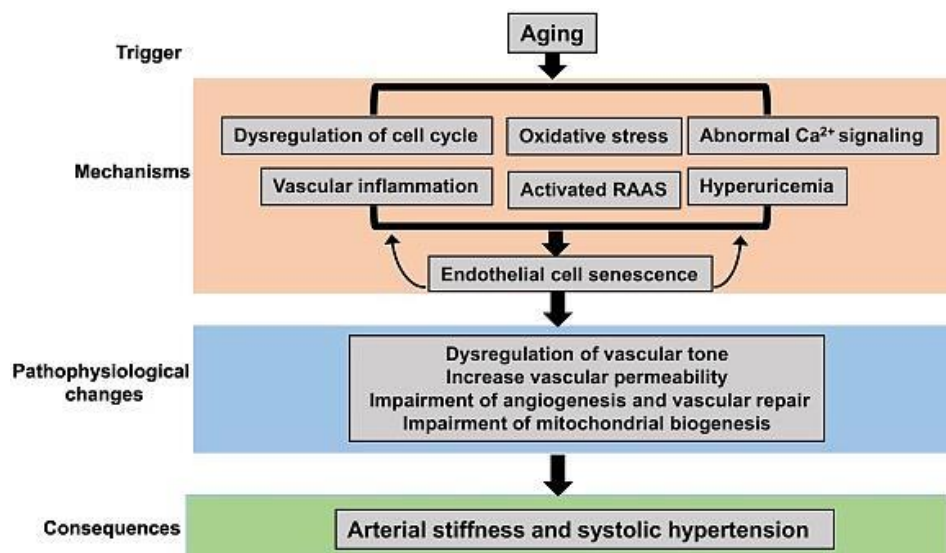 Trigger
Aging
Mechanisms
Dysregulation of cell cycle
Oxidative stress
Abnormal Ca²⁺ signaling
Vascular inflammation
Activated RAAS
Hyperuricemia
Endothelial cell senescence
Pathophysiological
changes
Dysregulation of vascular tone
Increase vascular permeability
Impairment of angiogenesis and vascular repair
Impairment of mitochondrial biogenesis
Consequences
Arterial stiffness and systolic hypertension